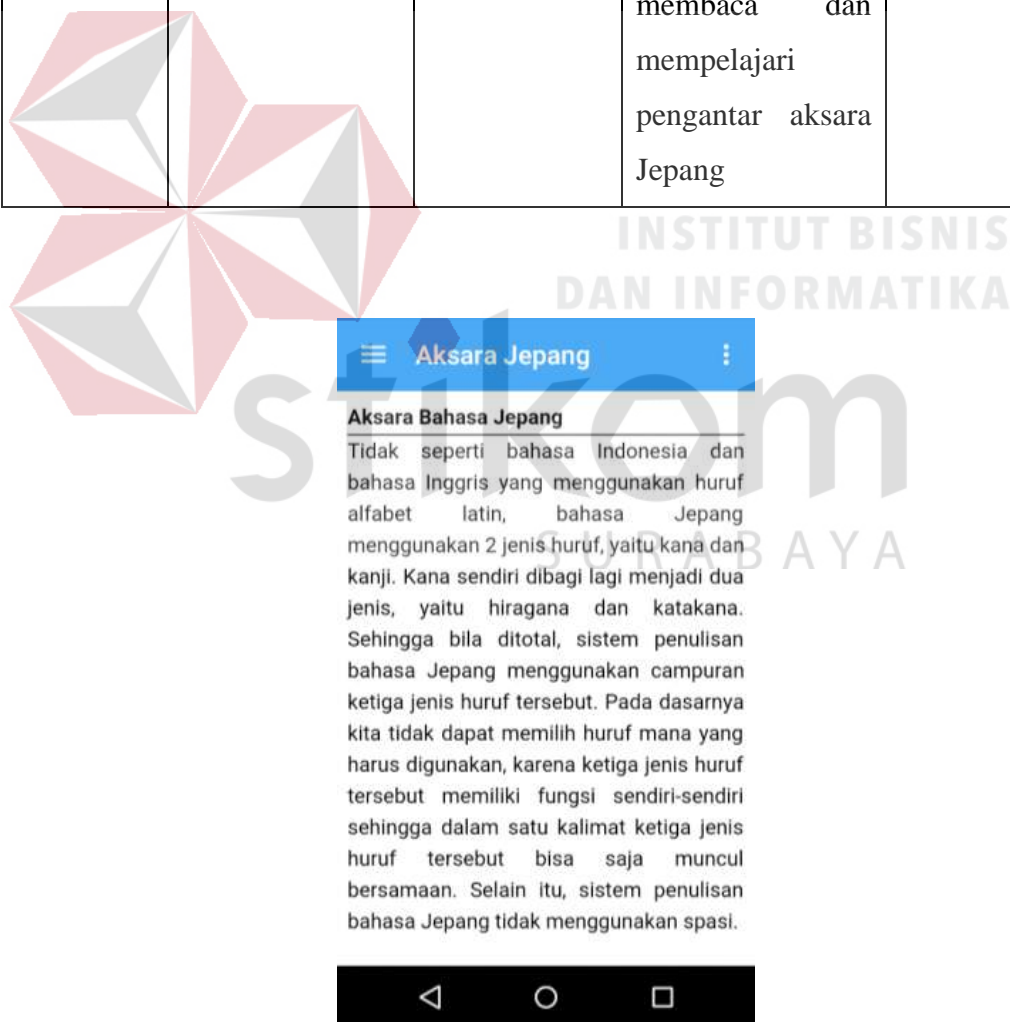 membaca dan
mempelajari
pengantar aksara
Jepang
INSTITUT BISNIS
DAN INFORMATIKA
stikom
SURABAYA
Aksara Jepang
Aksara Bahasa Jepang
Tidak seperti bahasa Indonesia dan
bahasa Inggris yang menggunakan huruf
alfabet latin, bahasa Jepang
menggunakan 2 jenis huruf, yaitu kana dan
kanji. Kana sendiri dibagi lagi menjadi dua
jenis, yaitu hiragana dan katakana.
Sehingga bila ditotal, sistem penulisan
bahasa Jepang menggunakan campuran
ketiga jenis huruf tersebut. Pada dasarnya
kita tidak dapat memilih huruf mana yang
harus digunakan, karena ketiga jenis huruf
tersebut memiliki fungsi sendiri-sendiri
sehingga dalam satu kalimat ketiga jenis
huruf tersebut bisa saja muncul
bersamaan. Selain itu, sistem penulisan
bahasa Jepang tidak menggunakan spasi.